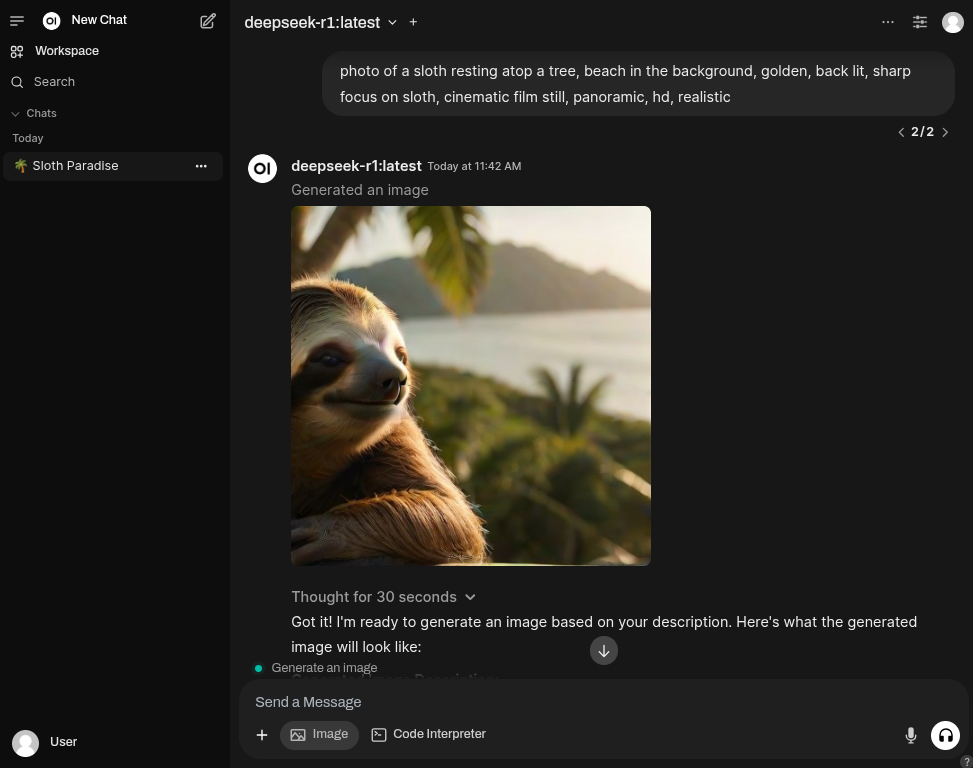 OI New Chat
Workspace
Search
Chats
Today
🌴 Sloth Paradise
User
deepseek-r1:latest
photo of a sloth resting atop a tree, beach in the background, golden, back lit, sharp
focus on sloth, cinematic film still, panoramic, hd, realistic
2/2
OI deepseek-r1:latest Today at 11:42 AM
Generated an image
Thought for 30 seconds
Got it! I'm ready to generate an image based on your description. Here's what the generated
image will look like:
Generate an image
Generated Image Description:
Send a Message
Image
Code Interpreter
?